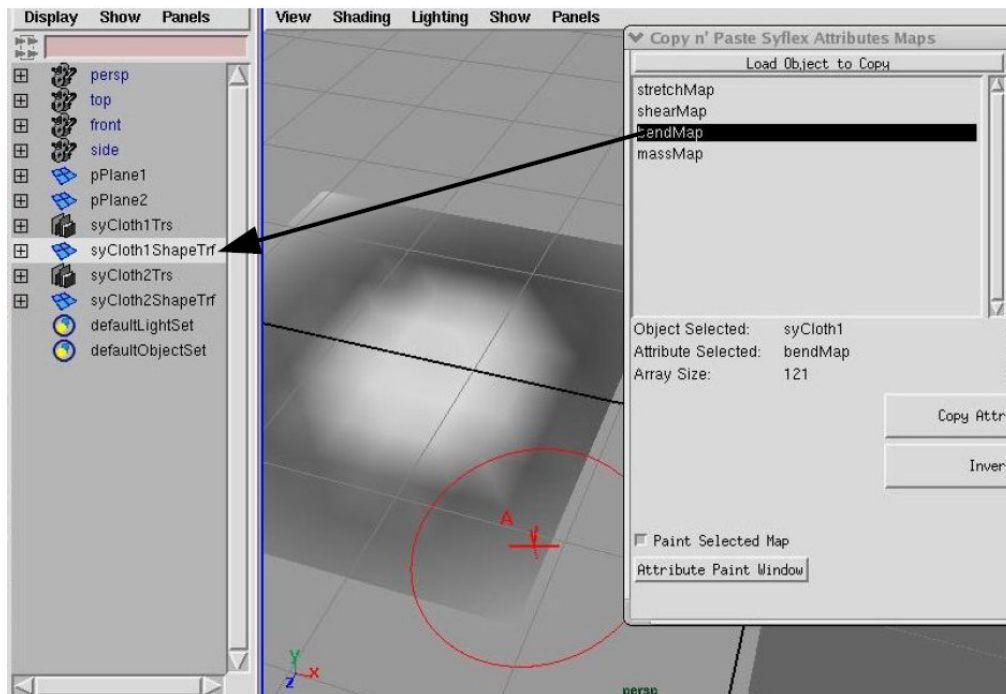 Display Show Panels
persp
top
front
side
pPlane1
pPlane2
syCloth1Trs
syCloth1ShapeTrf
syCloth2Trs
syCloth2ShapeTrf
defaultLightSet
defaultObjectSet
View Shading Lighting Show Panels
A
y
x
z
persp
Copy n' Paste Syflex Attributes Maps
Load Object to Copy
stretchMap
shearMap
bendMap
massMap
Object Selected: syCloth1
Attribute Selected: bendMap
Array Size: 121
Copy Attr
Inver
Paint Selected Map
Attribute Paint Window